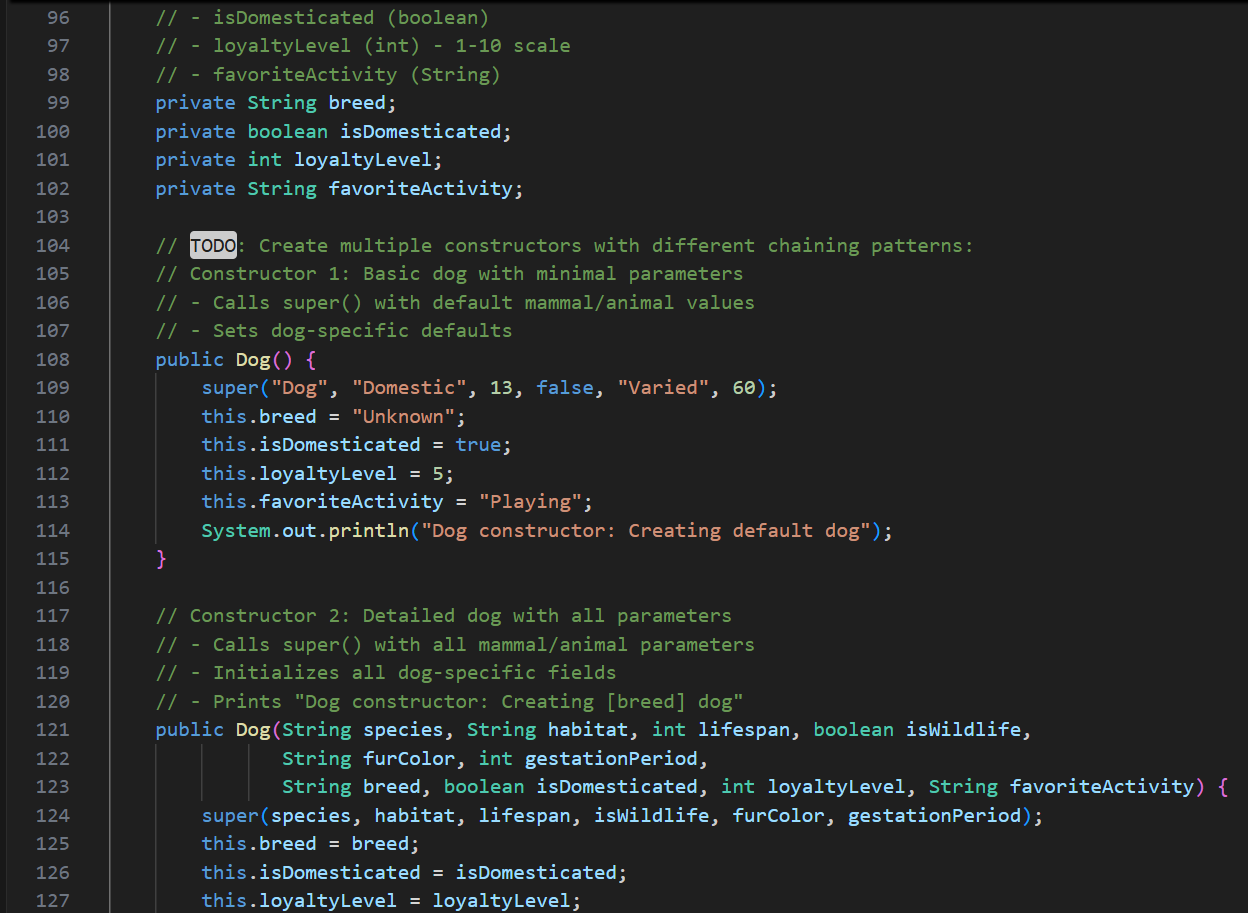 96 // - isDomesticated (boolean)
97 // - loyaltyLevel (int) - 1-10 scale
98 // - favoriteActivity (String)
99 private String breed;
100 private boolean isDomesticated;
101 private int loyaltyLevel;
102 private String favoriteActivity;
103
104 // TODO: Create multiple constructors with different chaining patterns:
105 // Constructor 1: Basic dog with minimal parameters
106 // - Calls super() with default mammal/animal values
107 // - Sets dog-specific defaults
108 public Dog() {
109 super("Dog", "Domestic", 13, false, "Varied", 60);
110 this.breed = "Unknown";
111 this.isDomesticated = true;
112 this.loyaltyLevel = 5;
113 this.favoriteActivity = "Playing";
114 System.out.println("Dog constructor: Creating default dog");
115 }
116
117 // Constructor 2: Detailed dog with all parameters
118 // - Calls super() with all mammal/animal parameters
119 // - Initializes all dog-specific fields
120 // - Prints "Dog constructor: Creating [breed] dog"
121 public Dog(String species, String habitat, int lifespan, boolean isWildlife,
122 String furColor, int gestationPeriod,
123 String breed, boolean isDomesticated, int loyaltyLevel, String favoriteActivity) {
124 super(species, habitat, lifespan, isWildlife, furColor, gestationPeriod);
125 this.breed = breed;
126 this.isDomesticated = isDomesticated;
127 this.loyaltyLevel = loyaltyLevel;